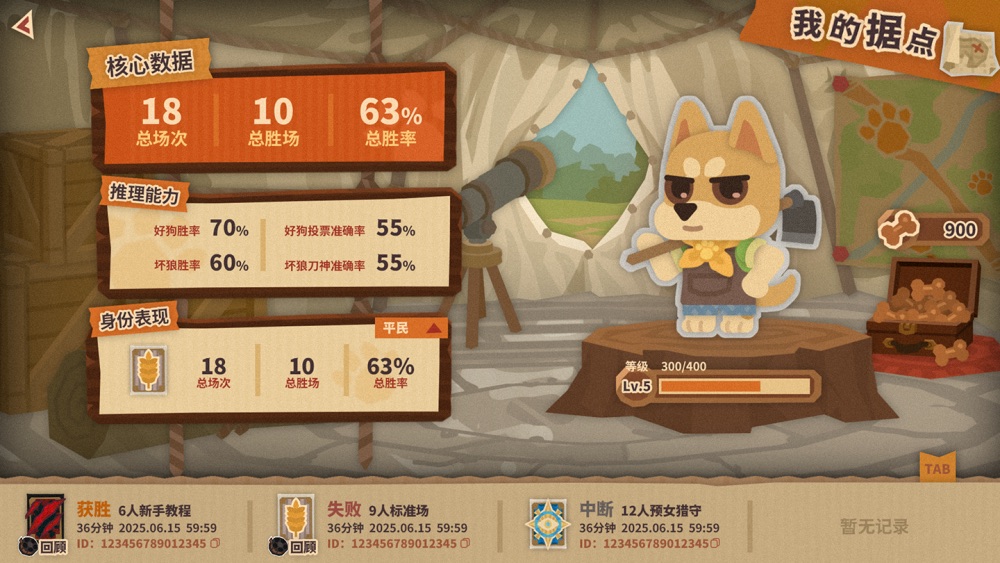 我的据点
核心数据
18 10 63%
总场次 总胜场 总胜率
推理能力
好狗胜率 70% 好狗投票准确率 55%
坏狼胜率 60% 坏狼刀神准确率 55%
身份表现
平民
18 10 63%
总场次 总胜场 总胜率
900
等级 300/400
Lv.5
TAB
获胜 6人新手教程
36分钟 2025.06.15 59:59
回顾 ID: 123456789012345
失败 9人标准场
36分钟 2025.06.15 59:59
回顾 ID: 123456789012345
中断 12人预女猎守
36分钟 2025.06.15 59:59
ID: 123456789012345
暂无记录